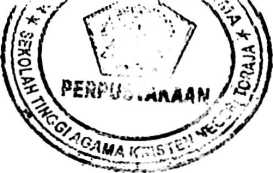 PERPUSTAKAAN
SEKOLAH TINGGI AGAMA KRISTEN NEGERI TORAJA